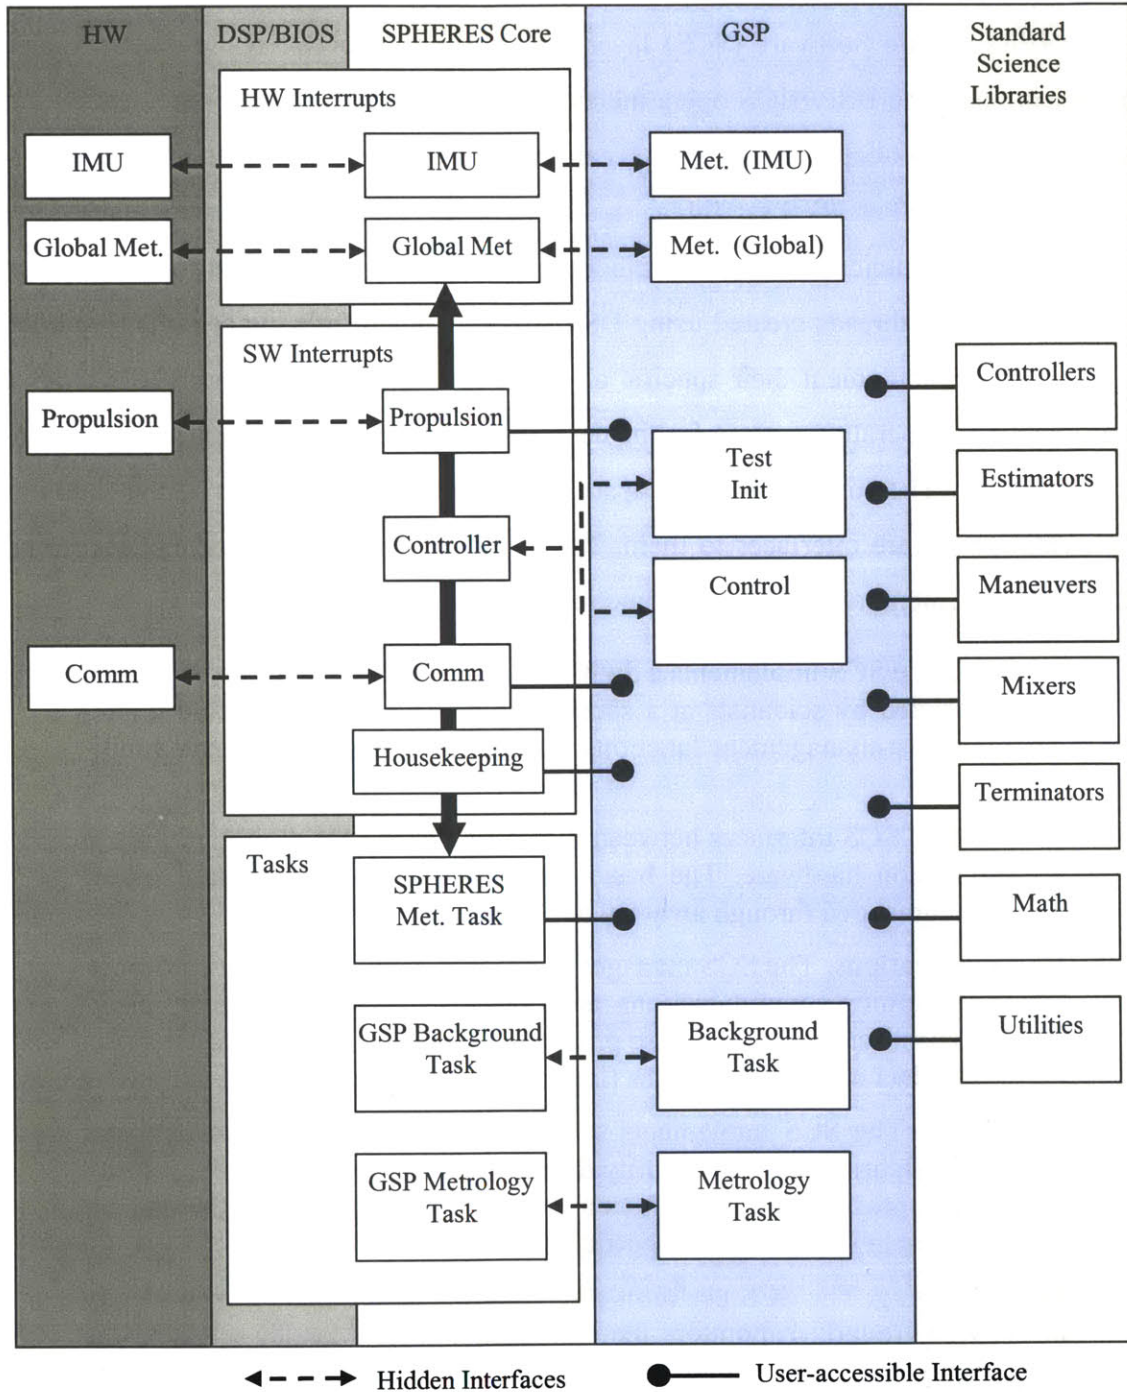 HW
DSP/BIOS
SPHERES Core
GSP
Standard
Science
Libraries
HW Interrupts
IMU
IMU
Met. (IMU)
Global Met.
Global Met
Met. (Global)
SW Interrupts
Controllers
Propulsion
Propulsion
Test
Init
Estimators
Controller
Control
Maneuvers
Comm
Comm
Mixers
Housekeeping
Terminators
Tasks
SPHERES
Met. Task
Math
GSP Background
Task
Background
Task
Utilities
GSP Metrology
Task
Metrology
Task
Hidden Interfaces
User-accessible Interface